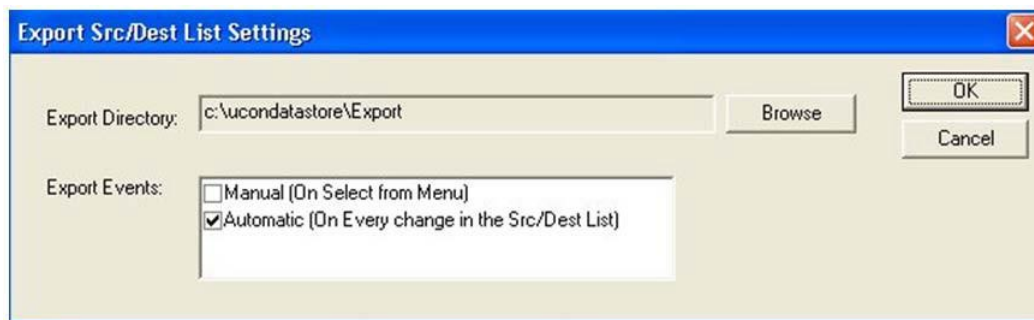 Export Src/Dest List Settings
Export Directory: c:\ucondatastore\Export Browse
OK
Cancel
Export Events: Manual (On Select from Menu)
Automatic (On Every change in the Src/Dest List)